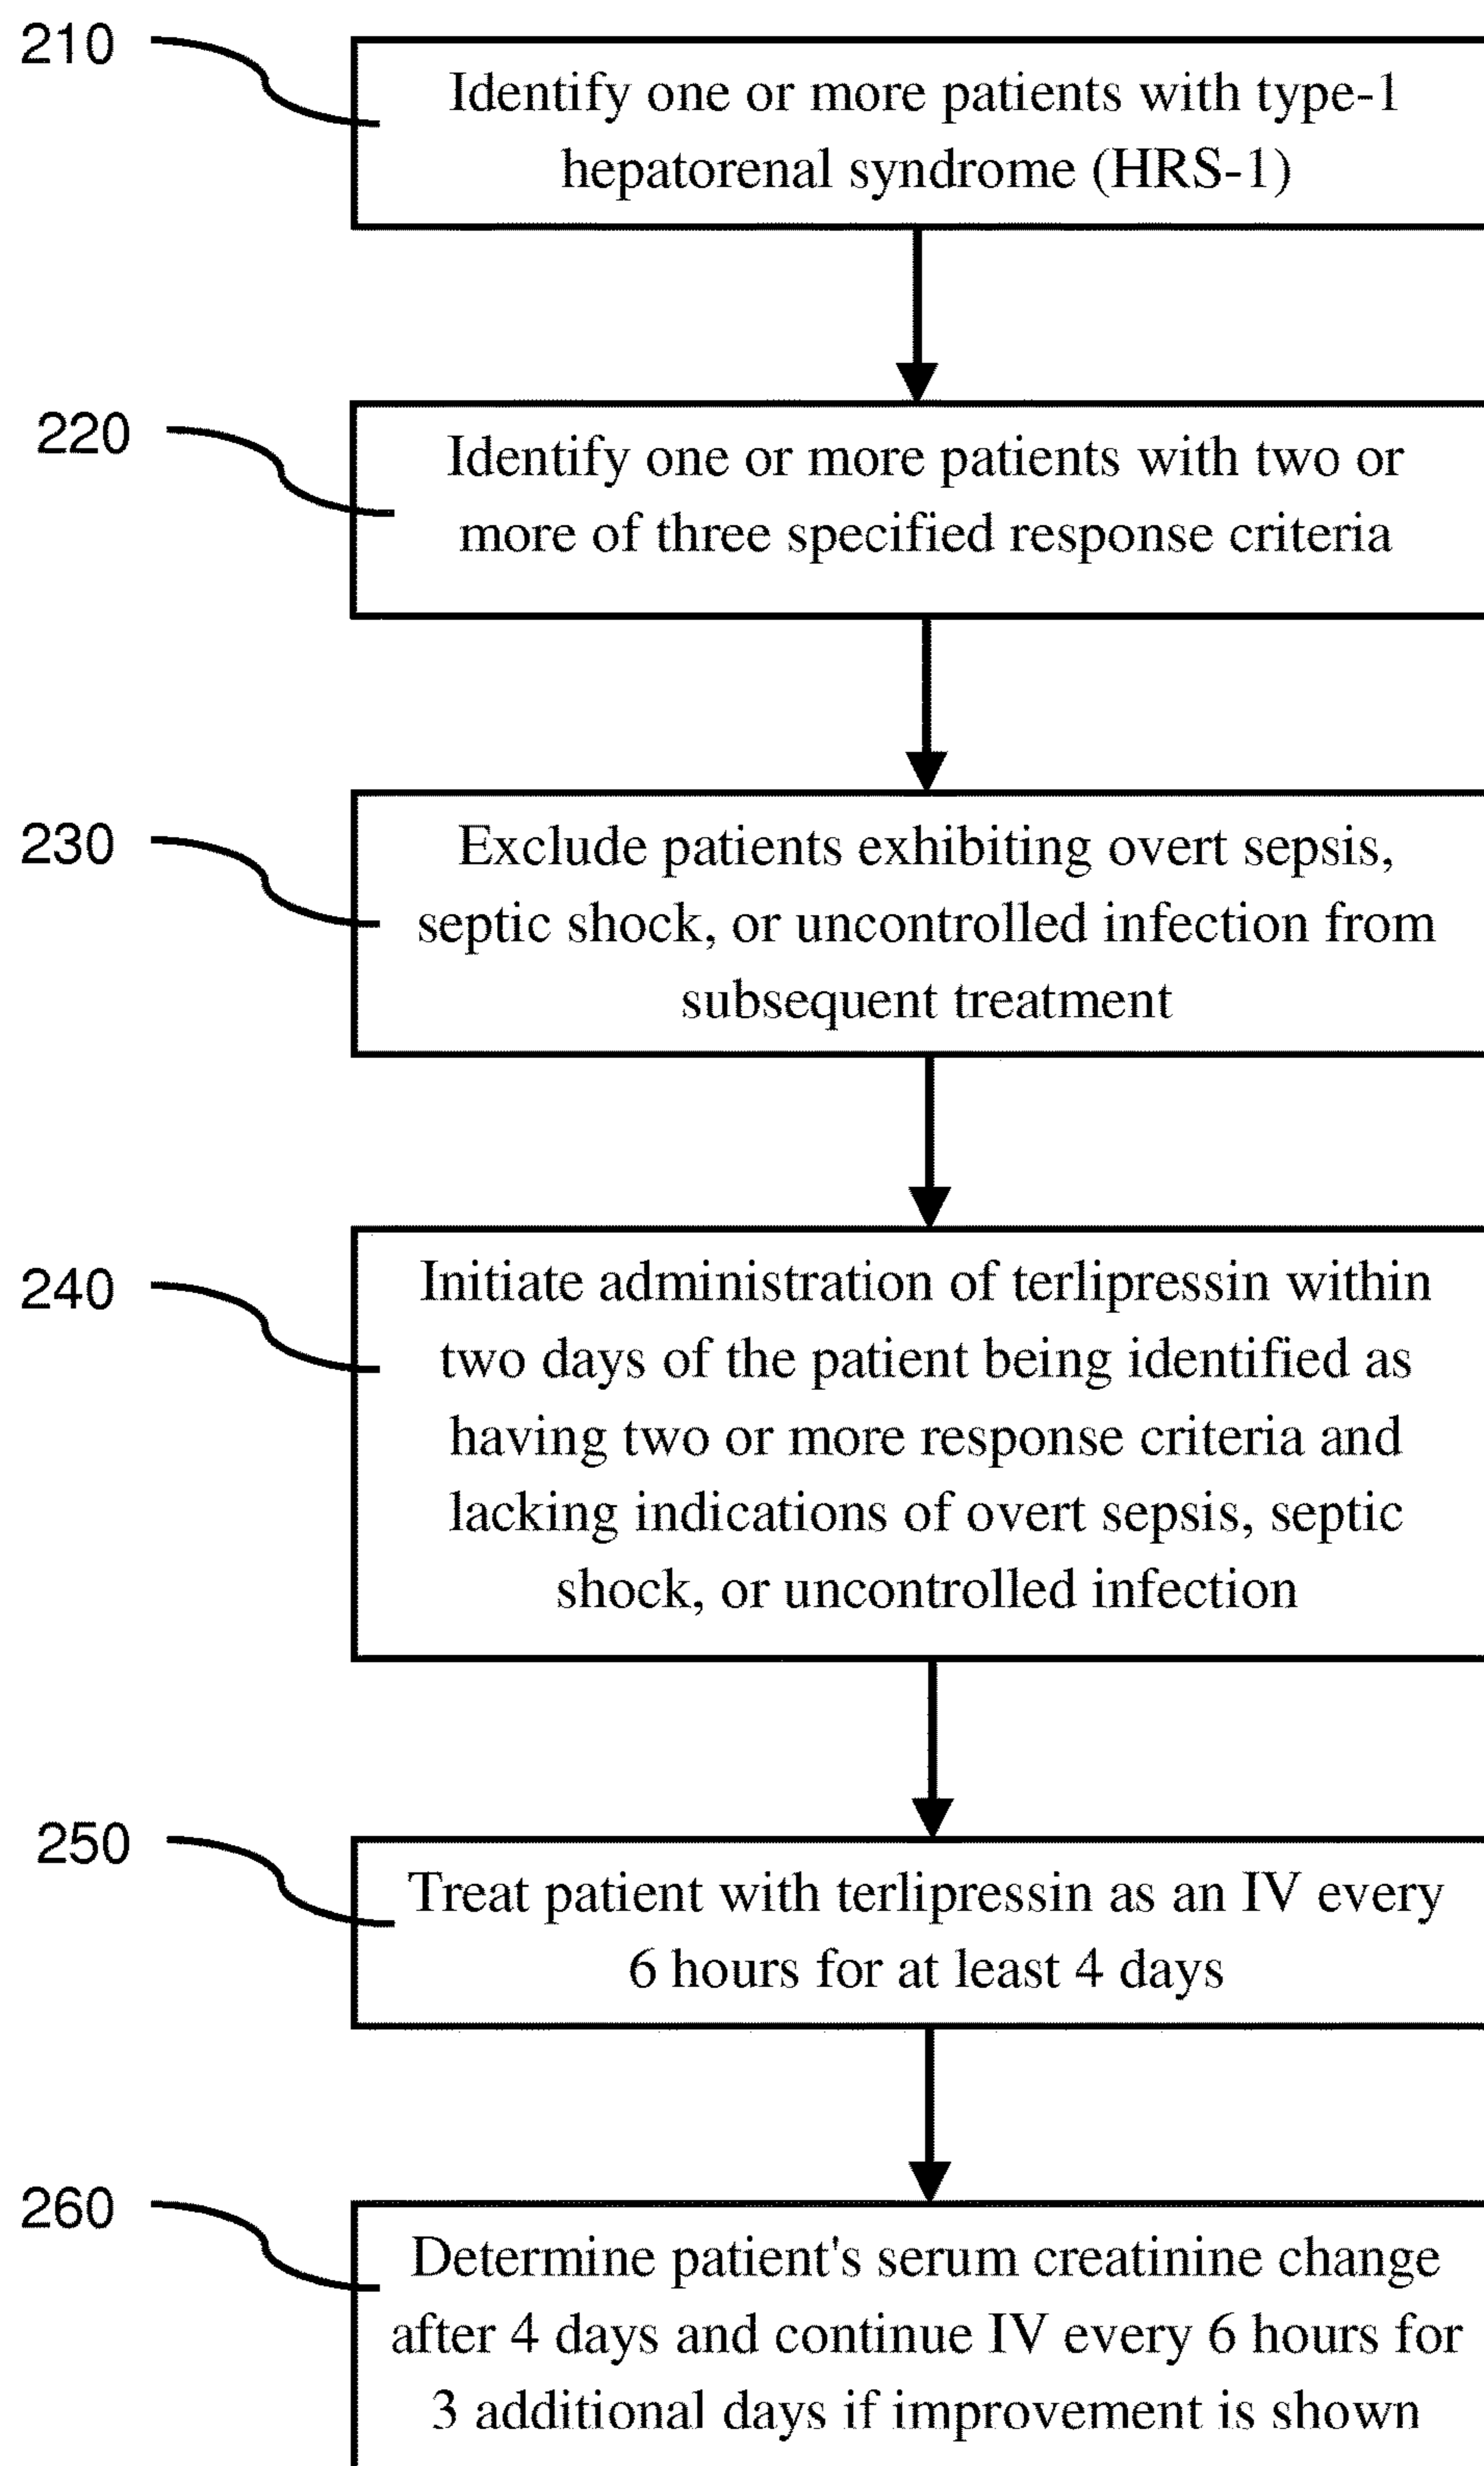 210
Identify one or more patients with type-1
hepatorenal syndrome (HRS-1)
220
Identify one or more patients with two or
more of three specified response criteria
230
Exclude patients exhibiting overt sepsis,
septic shock, or uncontrolled infection from
subsequent treatment
240
Initiate administration of terlipressin within
two days of the patient being identified as
having two or more response criteria and
lacking indications of overt sepsis, septic
shock, or uncontrolled infection
250
Treat patient with terlipressin as an IV every
6 hours for at least 4 days
260
Determine patient's serum creatinine change
after 4 days and continue IV every 6 hours for
3 additional days if improvement is shown